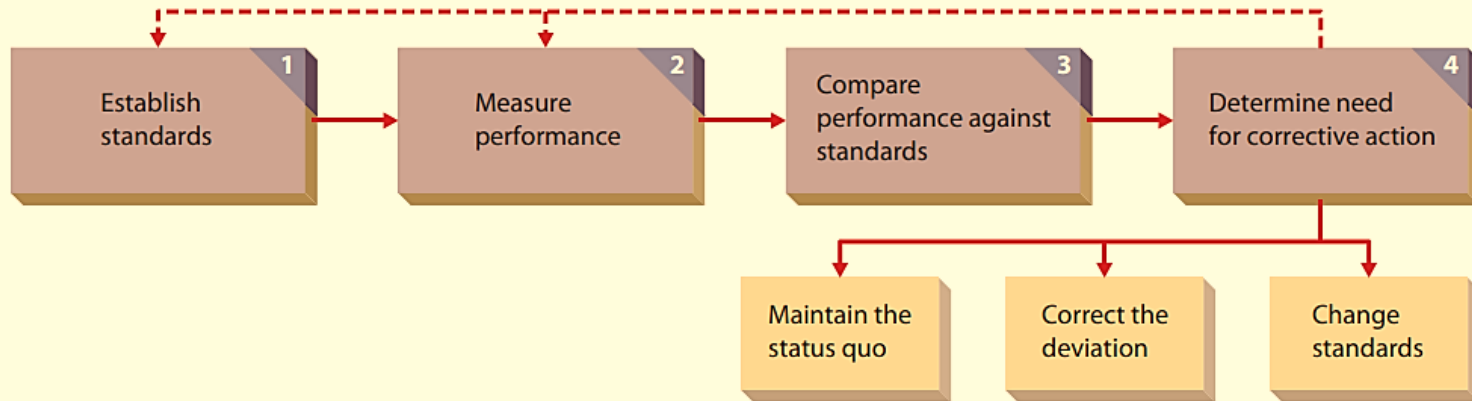 1
Establish
standards
2
Measure
performance
3
Compare
performance against
standards
4
Determine need
for corrective action
Maintain the
status quo
Correct the
deviation
Change
standards